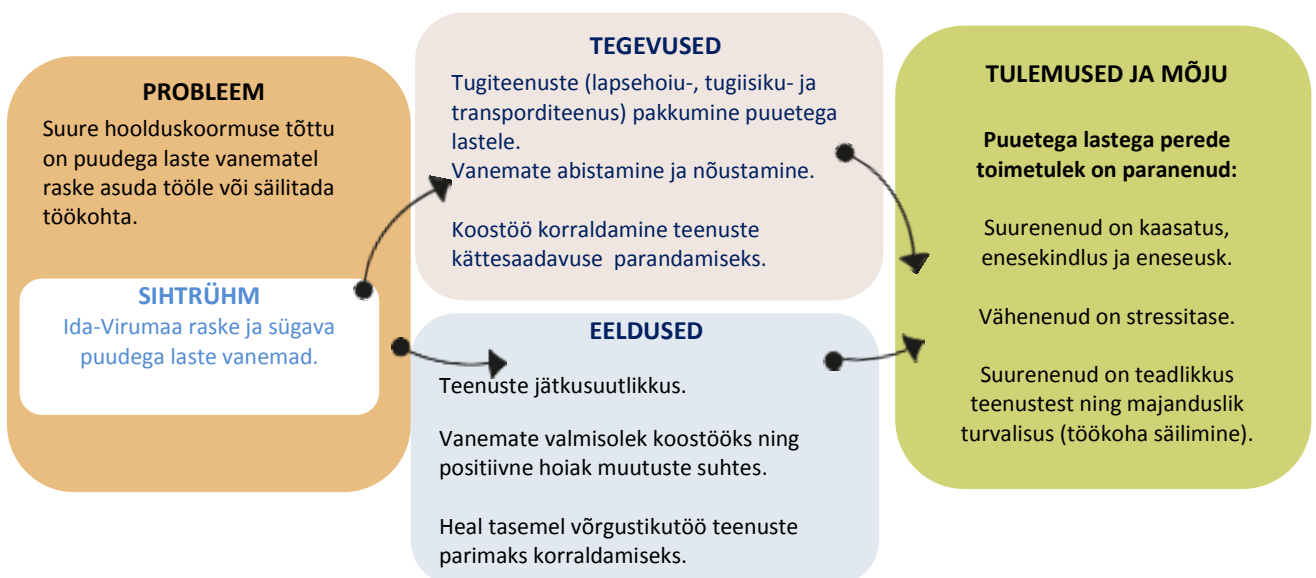 PROBLEEM
Suure hoolduskoormuse tõttu
on puudega laste vanematel
raske asuda tööle või säilitada
töökohta.
SIHTRÜHM
Ida-Virumaa raske ja sügava
puudega laste vanemad.
TEGEVUSED
Tugiteenuste (lapsehoiu-, tugiisiku- ja
transporditeenus) pakkumine puuetega
lastele.
Vanemate abistamine ja nõustamine.
Koostöö korraldamine teenuste
kättesaadavuse parandamiseks.
EELDUSED
Teenuste jätkusuutlikkus.
Vanemate valmisolek koostööks ning
positiivne hoiak muutuste suhtes.
Heal tasemel võrgustikutöö teenuste
parimaks korraldamiseks.
TULEMUSED JA MÕJU
Puuetega lastega perede
toimetulek on paranenud:
Suurenenud on kaasatus,
enesekindlus ja eneseusk.
Vähenenud on stressitase.
Suurenenud on teadlikkus
teenustest ning majanduslik
turvalisus (töökoha säilimine).